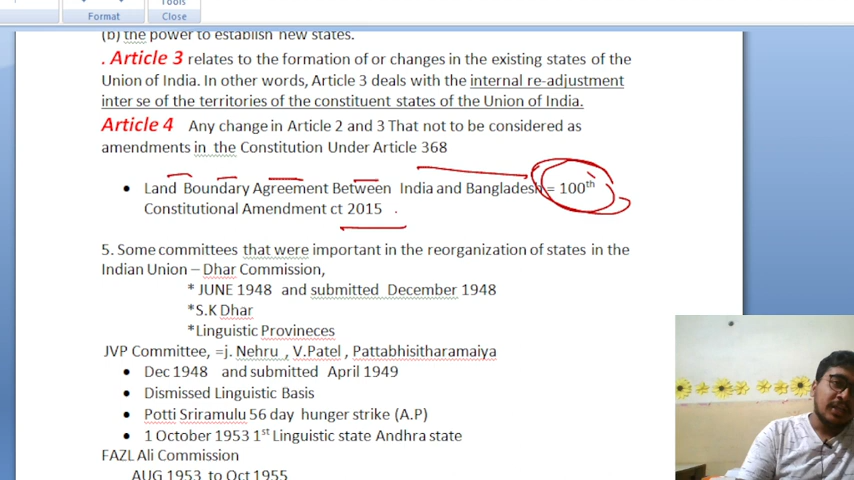 Format
Tools
Close
(b) the power to establish new states.
. Article 3 relates to the formation of or changes in the existing states of the
Union of India. In other words, Article 3 deals with the internal re-adjustment
inter se of the territories of the constituent states of the Union of India.
Article 4 Any change in Article 2 and 3 That not to be considered as
amendments in the Constitution Under Article 368
• Land Boundary Agreement Between India and Bangladesh = 100th
Constitutional Amendment ct 2015 .
5. Some committees that were important in the reorganization of states in the
Indian Union – Dhar Commission,
* JUNE 1948 and submitted December 1948
*S.K Dhar
*Linguistic Provineces
JVP Committee, =j. Nehru , V.Patel , Pattabhisitharamaiya
• Dec 1948 and submitted April 1949
• Dismissed Linguistic Basis
• Potti Sriramulu 56 day hunger strike (A.P)
• 1 October 1953 1st Linguistic state Andhra state
FAZL Ali Commission
AUG 1953 to Oct 1955